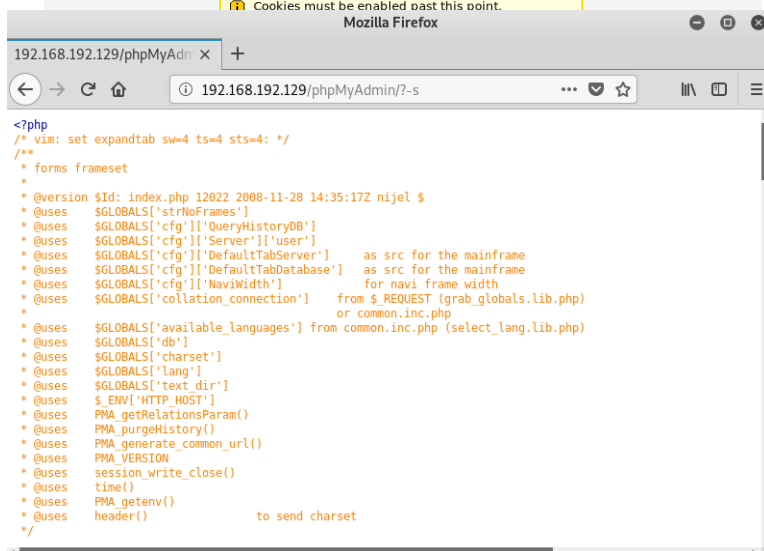 Cookies must be enabled past this point.
Mozilla Firefox
192.168.192.129/phpMyAdm
192.168.192.129/phpMyAdmin/?-s
<?php
/* vim: set expandtab sw=4 ts=4 sts=4: */
/**
 * forms frameset
 *
 * @version $Id: index.php 12022 2008-11-28 14:35:17Z nijel $
 * @uses    $GLOBALS['strNoFrames']
 * @uses    $GLOBALS['cfg']['QueryHistoryDB']
 * @uses    $GLOBALS['cfg']['Server']['user']
 * @uses    $GLOBALS['cfg']['DefaultTabServer']     as src for the mainframe
 * @uses    $GLOBALS['cfg']['DefaultTabDatabase']   as src for the mainframe
 * @uses    $GLOBALS['cfg']['NaviWidth']            for navi frame width
 * @uses    $GLOBALS['collation_connection']    from $_REQUEST (grab_globals.lib.php)
 *                                              or common.inc.php
 * @uses    $GLOBALS['available_languages'] from common.inc.php (select_lang.lib.php)
 * @uses    $GLOBALS['db']
 * @uses    $GLOBALS['charset']
 * @uses    $GLOBALS['lang']
 * @uses    $GLOBALS['text_dir']
 * @uses    $_ENV['HTTP_HOST']
 * @uses    PMA_getRelationsParam()
 * @uses    PMA_purgeHistory()
 * @uses    PMA_generate_common_url()
 * @uses    PMA_VERSION
 * @uses    session_write_close()
 * @uses    time()
 * @uses    PMA_getenv()
 * @uses    header()                to send charset
 */